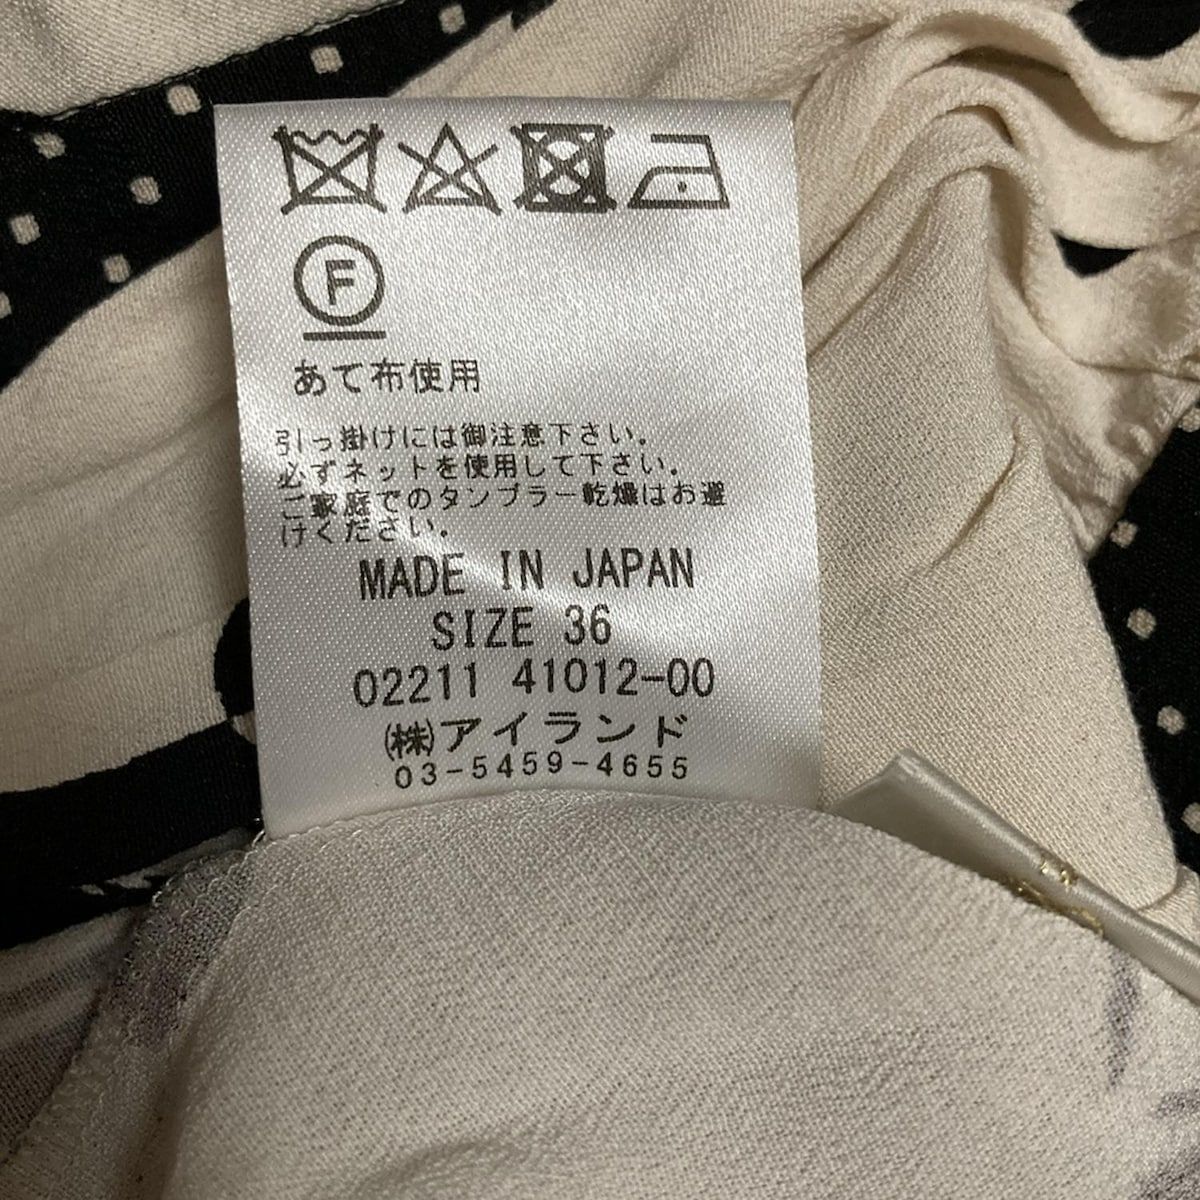 F
あて布使用
引っ掛けには御注意下さい。
必ずネットを使用して下さい。
ご家庭でのタンブラー乾燥はお避
けください。
MADE IN JAPAN
SIZE 36
02211 41012-00
(株)アイランド
03-5459-4655